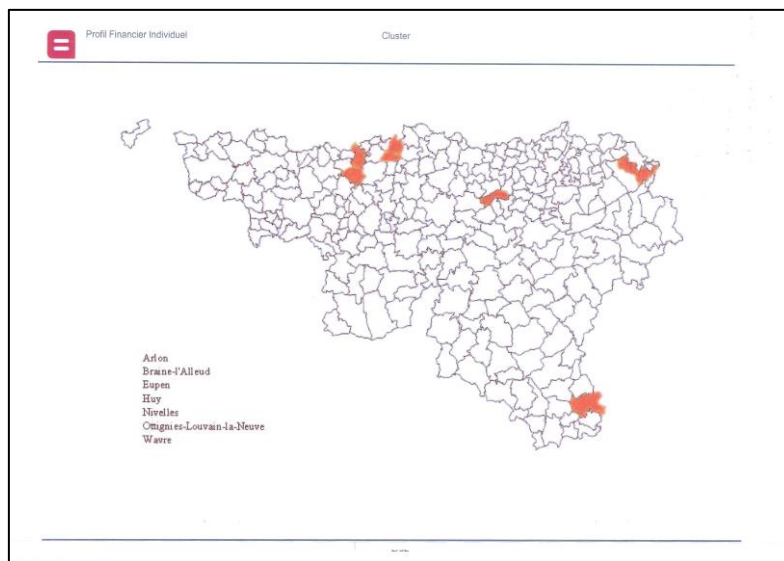 Profil Financier Individuel
Cluster
Arlon
Braine-l'Alleud
Eupen
Huy
Nivelles
Ottignies-Louvain-la-Neuve
Wavre